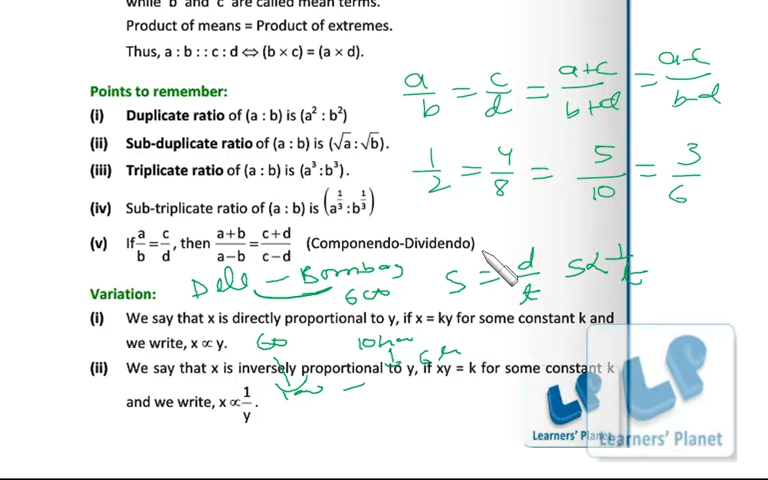 while 'b' and 'c' are called mean terms.
Product of means = Product of extremes.
Thus, a : b : : c : d ⇔ (b × c) = (a × d).
a/b = c/d = a+c/b+d = a-c/b-d
Points to remember:
(i) Duplicate ratio of (a : b) is (a² : b²)
(ii) Sub-duplicate ratio of (a : b) is (√a : √b).
1/2 = 4/8 = 5/10 = 3/6
(iii) Triplicate ratio of (a : b) is (a³ : b³).
(iv) Sub-triplicate ratio of (a : b) is (a^1/3 : b^1/3)
(v) If a/b = c/d, then a+b/a−b = c+d/c−d (Componendo-Dividendo)
– Bombay
600
S = d/t S ∝ 1/t
Variation:
(i) We say that x is directly proportional to y, if x = ky for some constant k and
we write, x ∝ y.
60
(ii) We say that x is inversely proportional to y, if xy = k for some constant k
and we write, x ∝ 1/y.
LP
Learners' Planet
LP
Learners' Planet